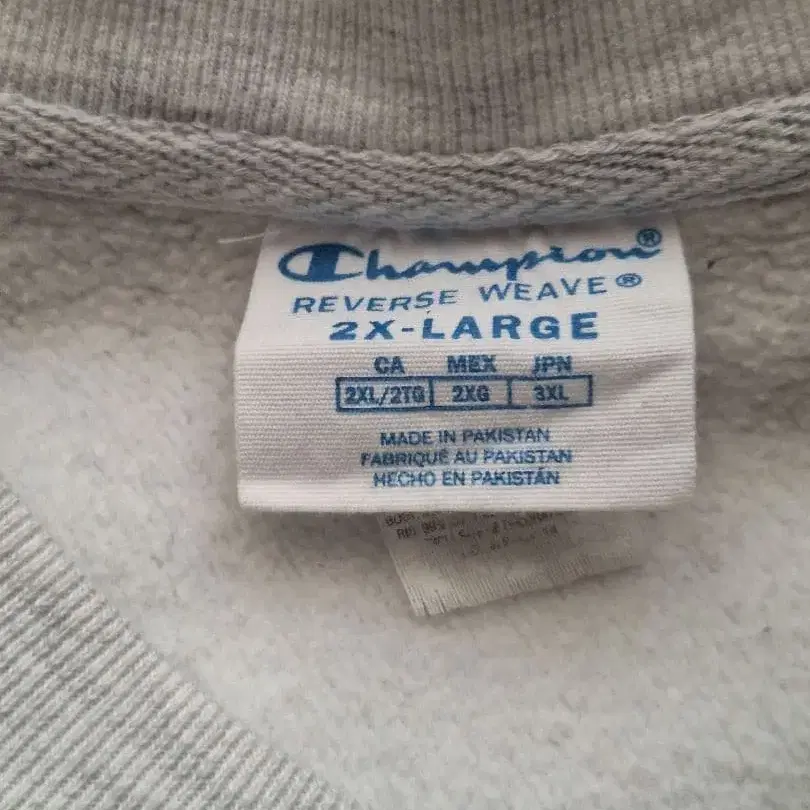 Champion®
REVERSE WEAVE®
2X-LARGE
CA MEX JPN
2XL/2TG 2XG 3XL
MADE IN PAKISTAN
FABRIQUÉ AU PAKISTAN
HECHO EN PAKISTÁN